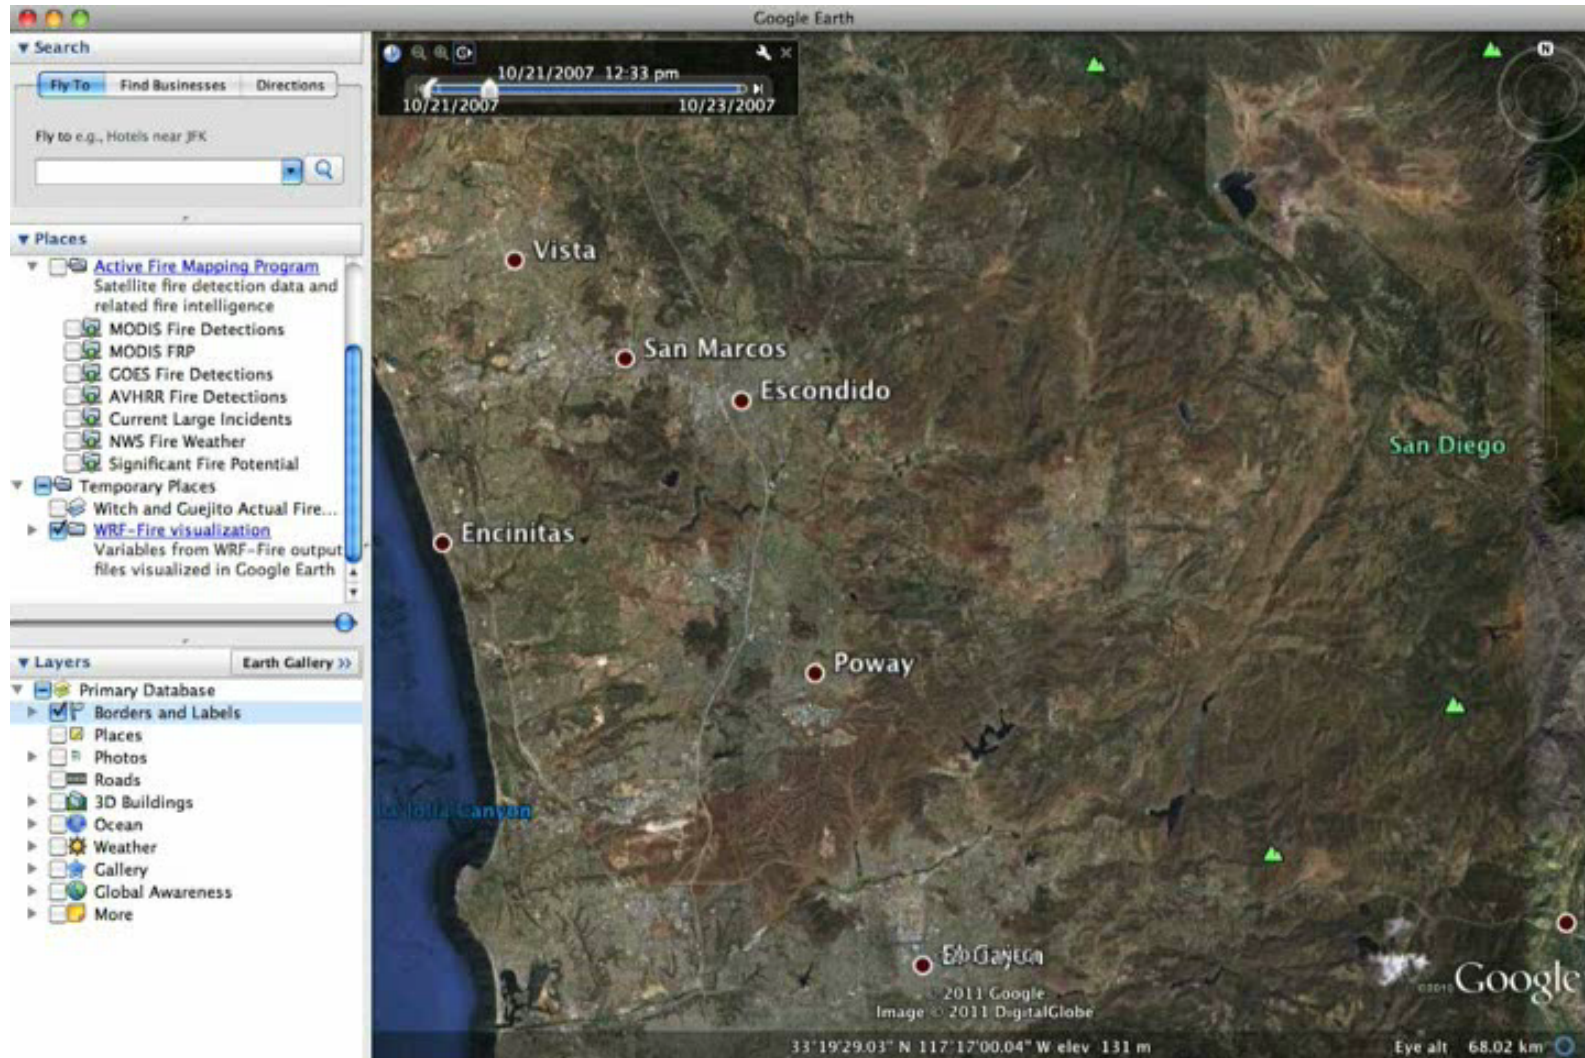 Google Earth
Search
Fly To Find Businesses Directions
Fly to e.g., Hotels near JFK
Places
Active Fire Mapping Program
Satellite fire detection data and
related fire intelligence
MODIS Fire Detections
MODIS FRP
GOES Fire Detections
AVHRR Fire Detections
Current Large Incidents
NWS Fire Weather
Significant Fire Potential
Temporary Places
Witch and Guejito Actual Fire...
WRF-Fire visualization
Variables from WRF-Fire output
files visualized in Google Earth
Layers Earth Gallery >>
Primary Database
Borders and Labels
Places
Photos
Roads
3D Buildings
Ocean
Weather
Gallery
Global Awareness
More
10/21/2007 12:33 pm
10/21/2007 10/23/2007
N
Vista
San Marcos
Escondido
San Diego
Encinitas
Poway
La Jolla Canyon
© 2011 Google
Image © 2011 DigitalGlobe
©2010 Google
33°19'29.03" N 117°17'00.04" W elev 131 m
Eye alt 68.02 km